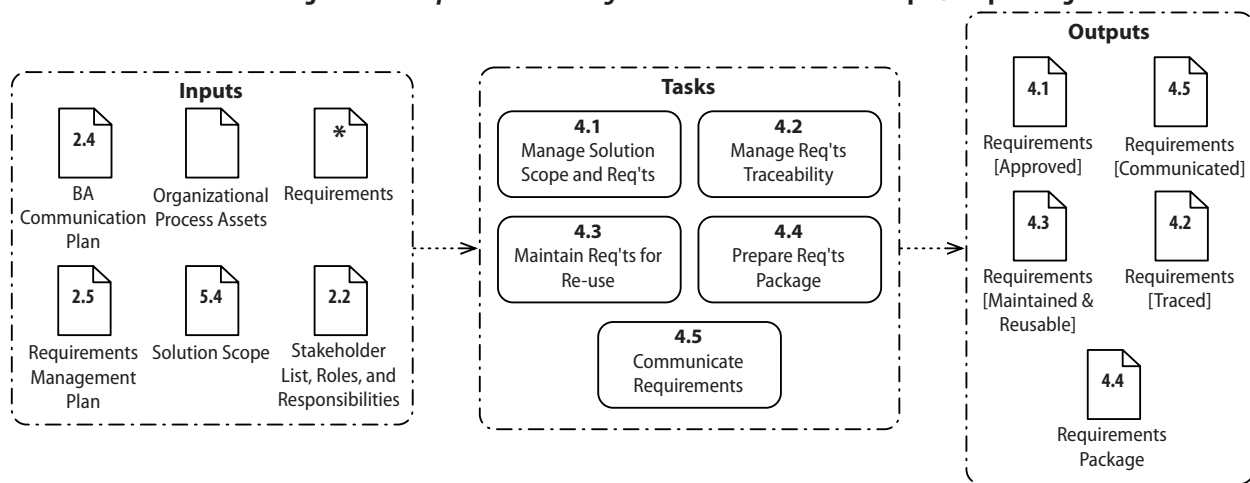 Inputs
2.4
BA
Communication
Plan
Organizational
Process Assets
*
Requirements
2.5
Requirements
Management
Plan
5.4
Solution Scope
2.2
Stakeholder
List, Roles, and
Responsibilities
Tasks
4.1
Manage Solution
Scope and Req'ts
4.2
Manage Req'ts
Traceability
4.3
Maintain Req'ts for
Re-use
4.4
Prepare Req'ts
Package
4.5
Communicate
Requirements
Outputs
4.1
Requirements
[Approved]
4.5
Requirements
[Communicated]
4.3
Requirements
[Maintained &
Reusable]
4.2
Requirements
[Traced]
4.4
Requirements
Package